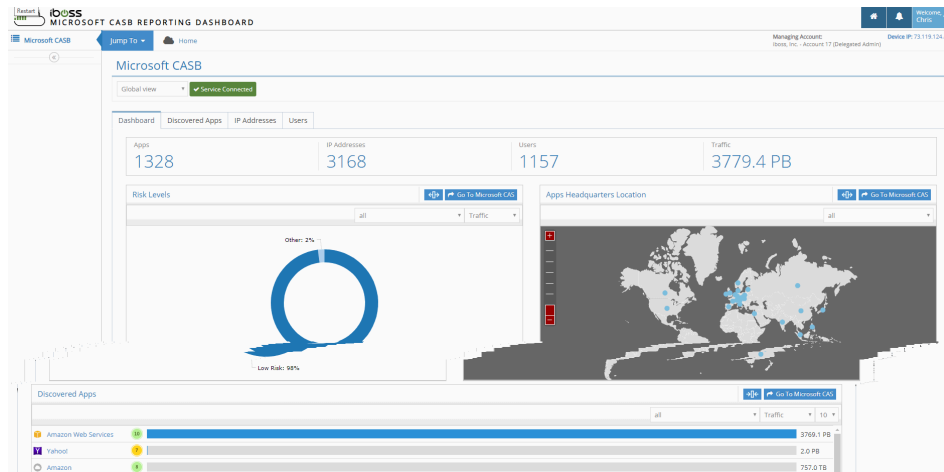 Restart
iboss
MICROSOFT CASB REPORTING DASHBOARD
Welcome,
Chris
Microsoft CASB
Jump To
Home
Managing Account:
Iboss, Inc. - Account 17 (Delegated Admin)
Device IP: 73.119.124.
Microsoft CASB
Global view
Service Connected
Dashboard Discovered Apps IP Addresses Users
Apps IP Addresses Users Traffic
1328 3168 1157 3779.4 PB
Risk Levels Go To Microsoft CAS
all Traffic
Other: 2%
Low Risk: 98%
Apps Headquarters Location Go To Microsoft CAS
all
Discovered Apps Go To Microsoft CAS
all Traffic 10
Amazon Web Services 10 3769.1 PB
Yahoo! 7 2.0 PB
Amazon 8 757.0 TB